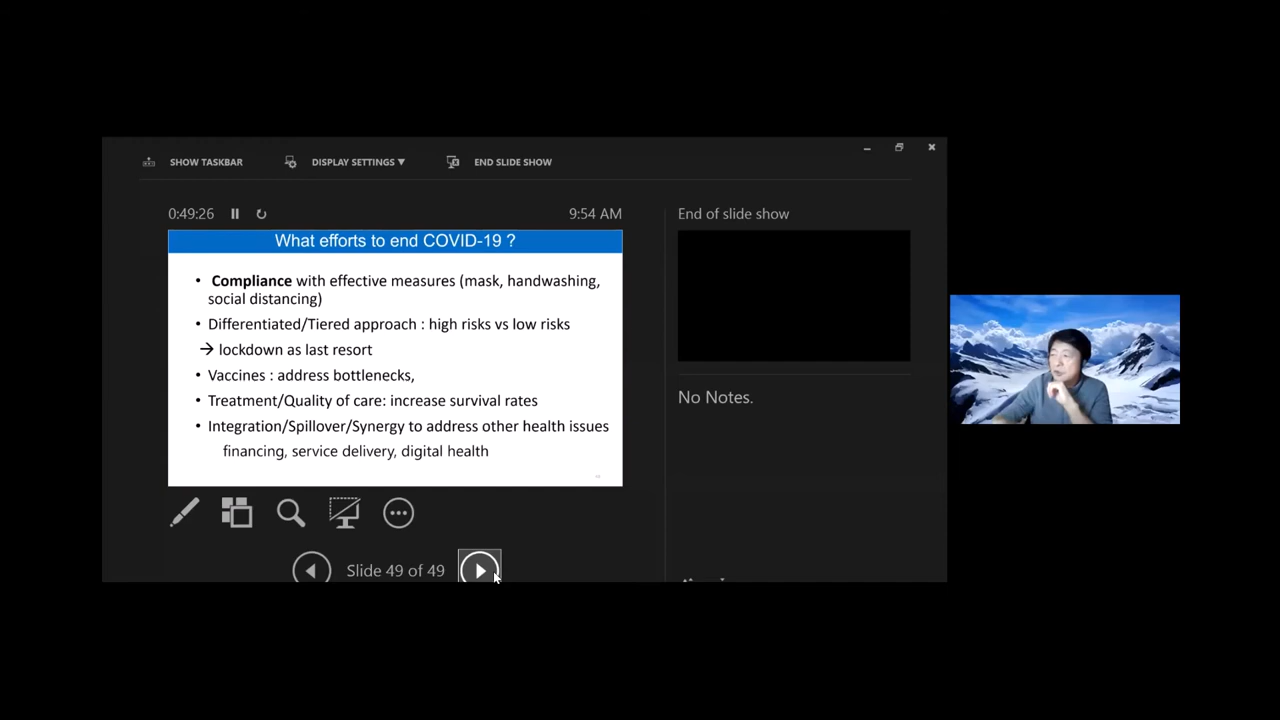 SHOW TASKBAR
DISPLAY SETTINGS ▼
END SLIDE SHOW
0:49:26
9:54 AM
End of slide show
What efforts to end COVID-19 ?
• Compliance with effective measures (mask, handwashing,
social distancing)
• Differentiated/Tiered approach : high risks vs low risks
→ lockdown as last resort
• Vaccines : address bottlenecks,
• Treatment/Quality of care: increase survival rates
• Integration/Spillover/Synergy to address other health issues
financing, service delivery, digital health
No Notes.
Slide 49 of 49